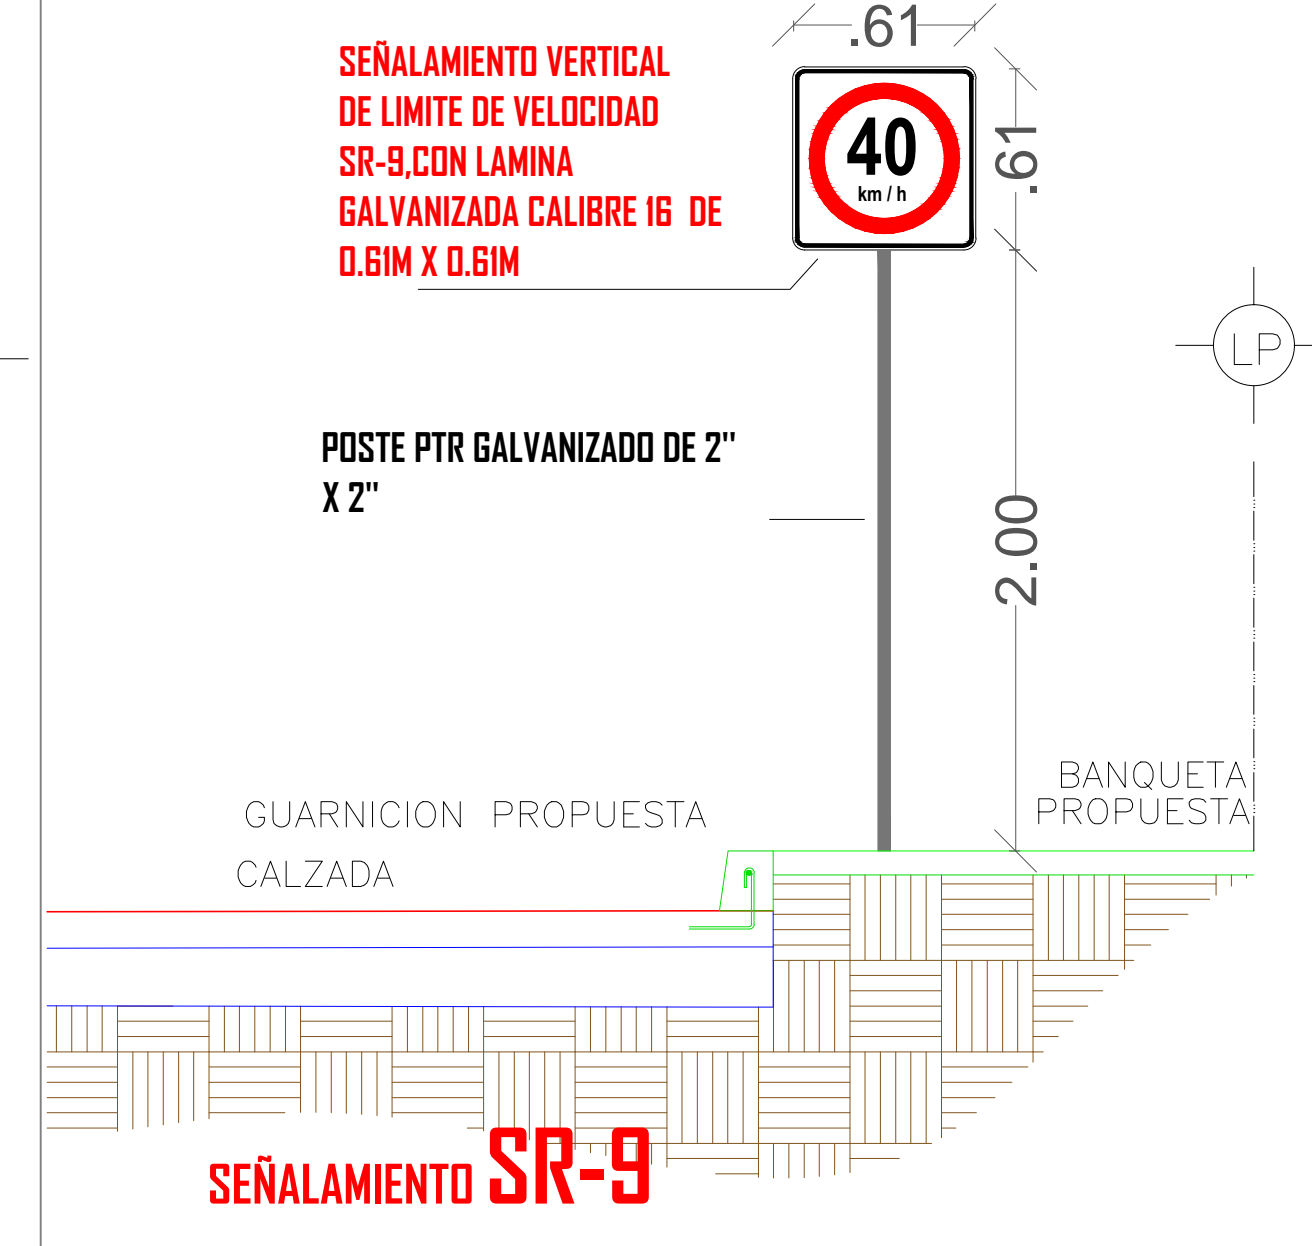 .61
SEÑALAMIENTO VERTICAL
DE LIMITE DE VELOCIDAD
SR-9,CON LAMINA
GALVANIZADA CALIBRE 16 DE
0.61M X 0.61M
40
km / h
.61
LP
POSTE PTR GALVANIZADO DE 2"
X 2"
2.00
BANQUETA
PROPUESTA
GUARNICION PROPUESTA
CALZADA
SEÑALAMIENTO SR-9